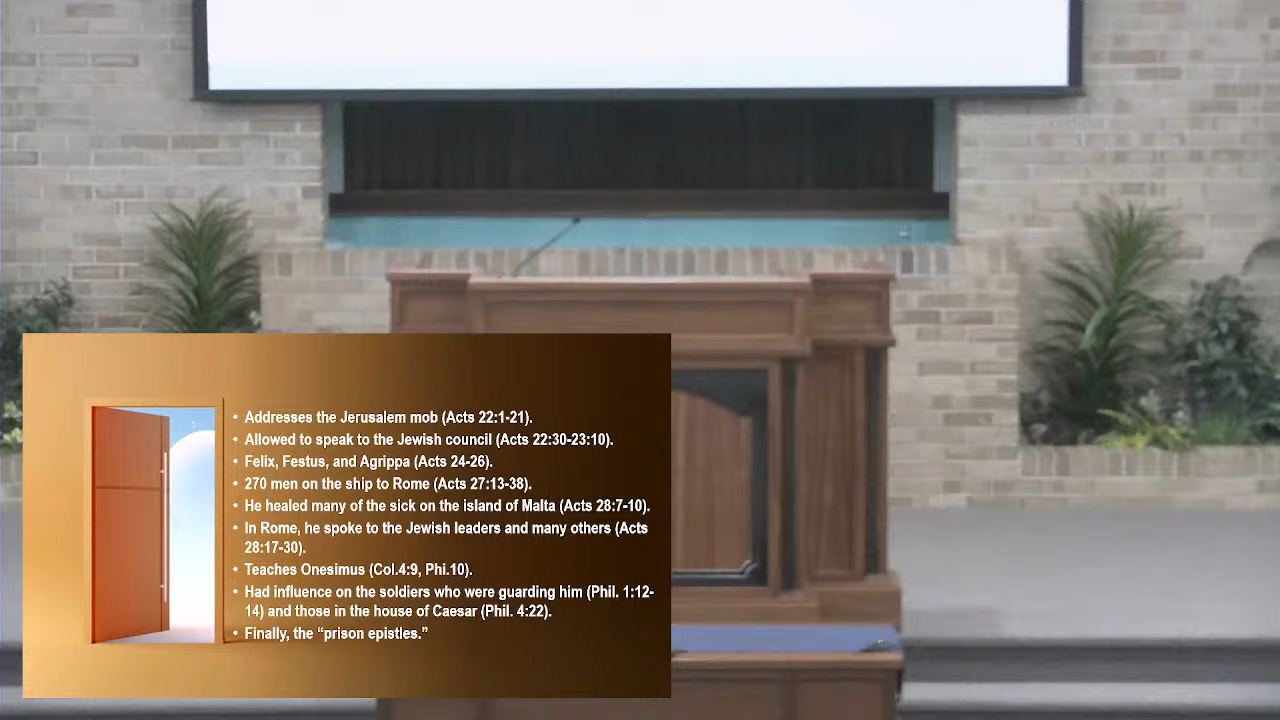 • Addresses the Jerusalem mob (Acts 22:1-21).
• Allowed to speak to the Jewish council (Acts 22:30-23:10).
• Felix, Festus, and Agrippa (Acts 24-26).
• 270 men on the ship to Rome (Acts 27:13-38).
• He healed many of the sick on the island of Malta (Acts 28:7-10).
• In Rome, he spoke to the Jewish leaders and many others (Acts
28:17-30).
• Teaches Onesimus (Col.4:9, Phi.10).
• Had influence on the soldiers who were guarding him (Phil. 1:12-
14) and those in the house of Caesar (Phil. 4:22).
• Finally, the “prison epistles.”